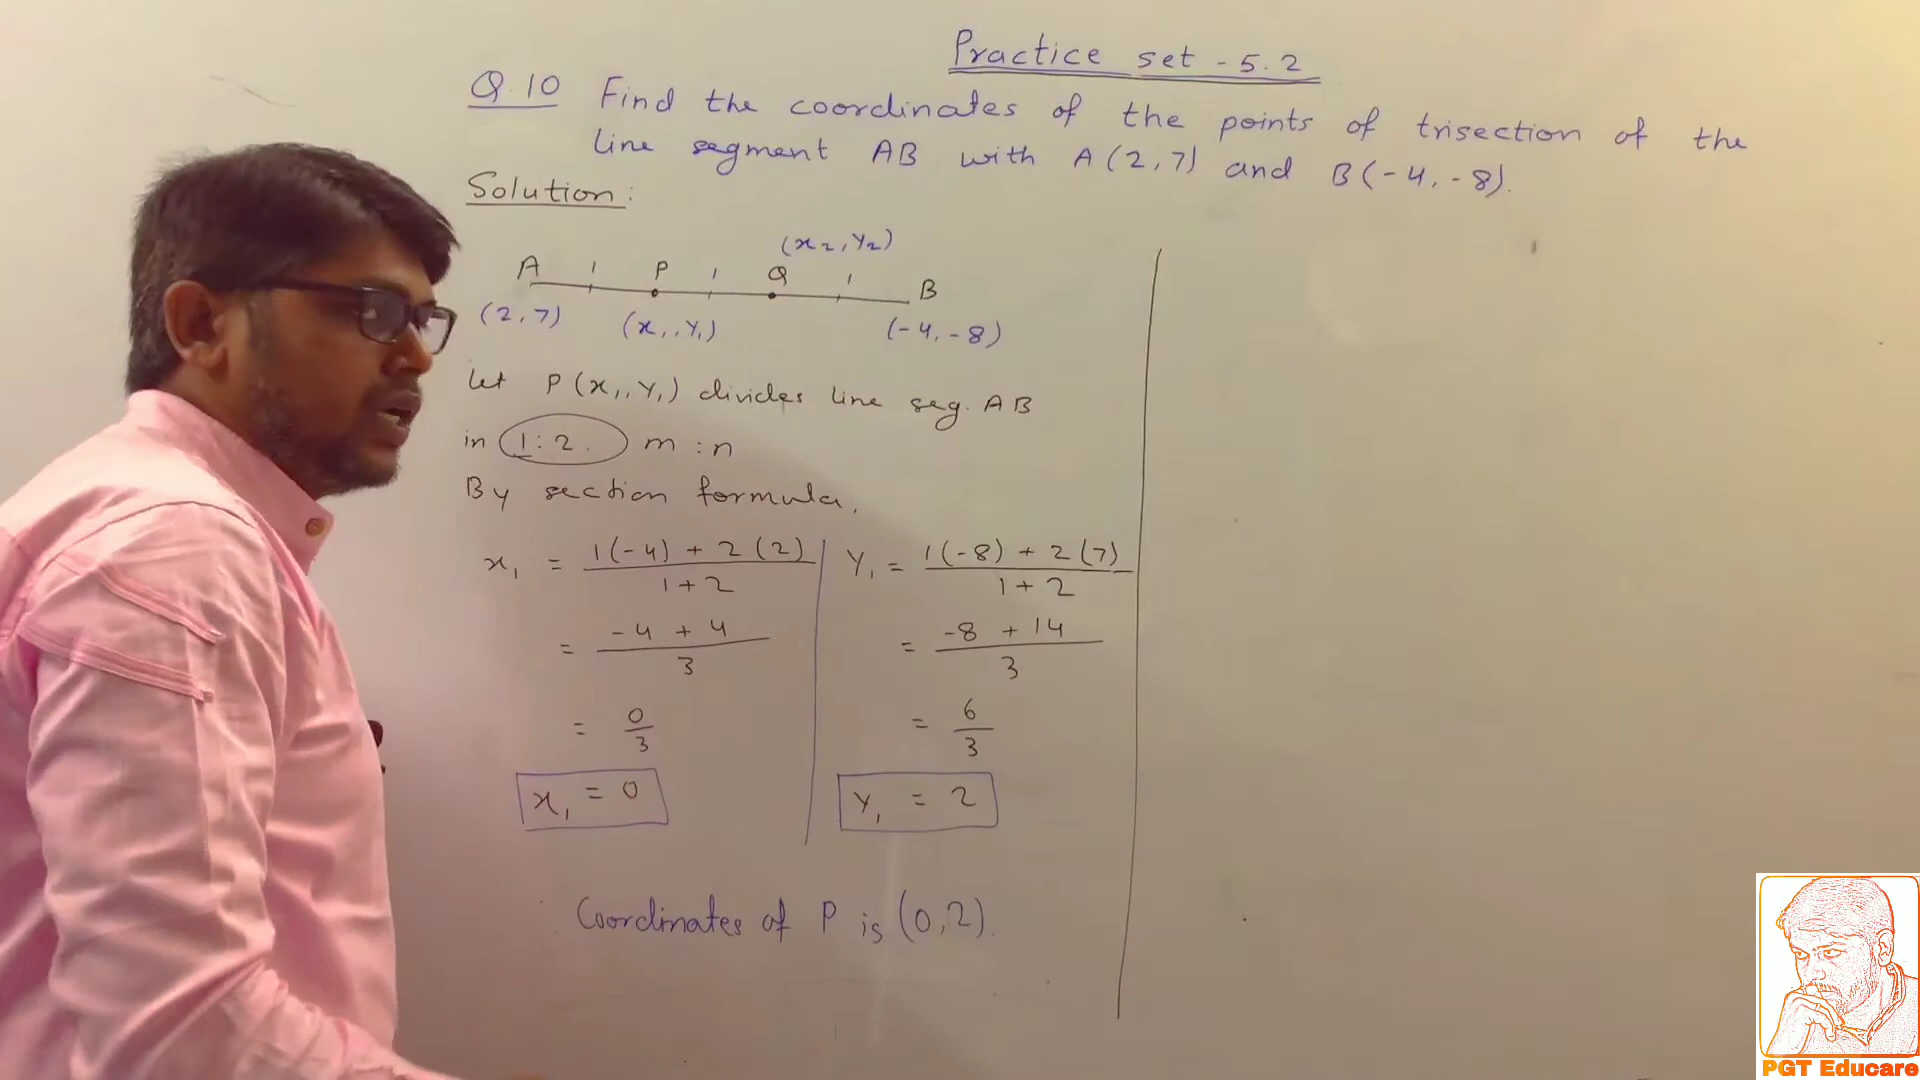 Practice set - 5.2
Q.10 Find the coordinates of the points of trisection of the
line segment AB with A(2,7) and B(-4,-8).
Solution:
(x₂,Y₂)
A 1 P 1 Q 1 B
(2,7) (x₁,Y₁) (-4,-8)
Let P(x₁,Y₁) divides line seg. AB
in 1:2. m:n
By section formula,
x₁ = 1(-4) + 2(2) / 1+2
= -4 + 4 / 3
= 0/3
x₁ = 0
Y₁ = 1(-8) + 2(7) / 1+2
= -8 + 14 / 3
= 6/3
Y₁ = 2
Coordinates of P is (0,2).
PGT Educare